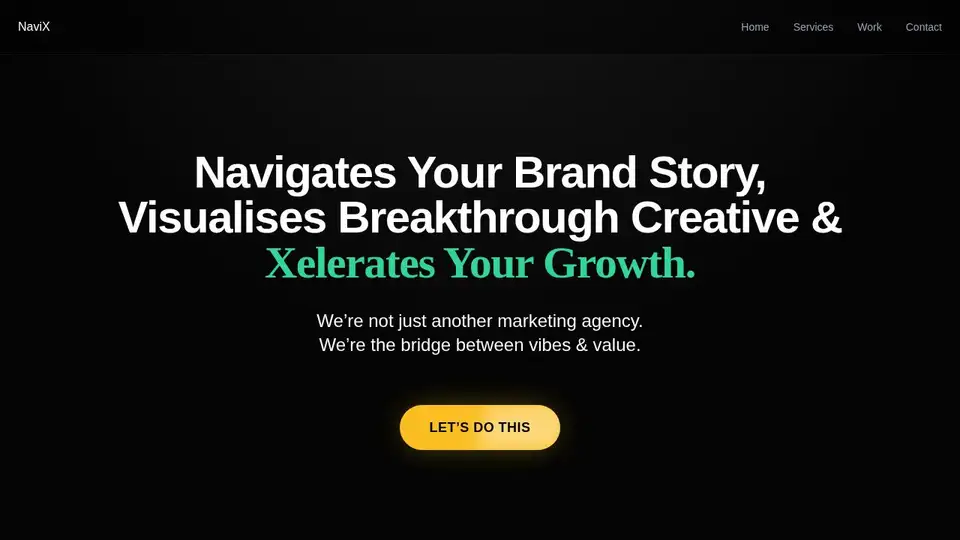 NaviX
Home Services Work Contact
Navigates Your Brand Story,
Visualises Breakthrough Creative &
Xelerates Your Growth.
We’re not just another marketing agency.
We’re the bridge between vibes & value.
LET’S DO THIS